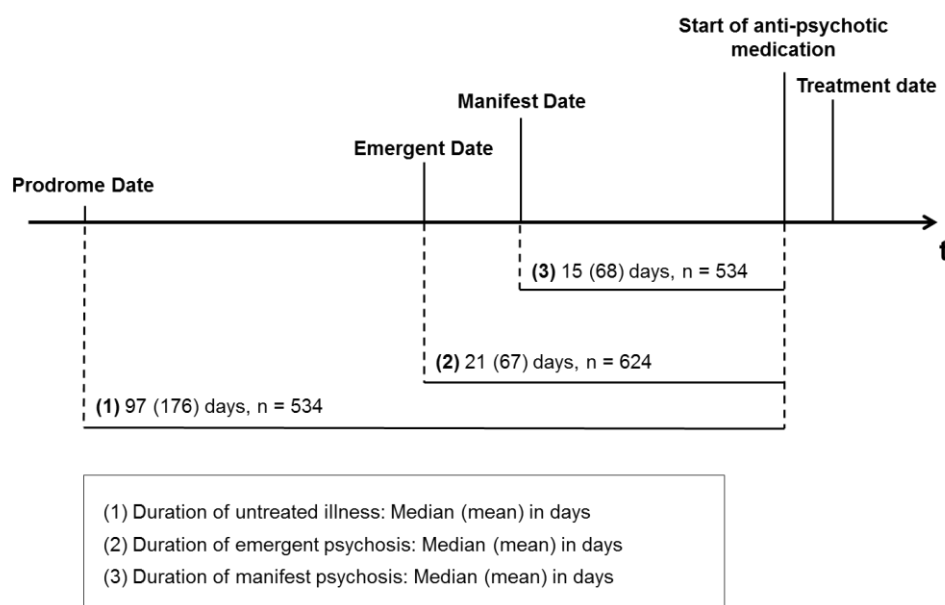 Start of anti-psychotic
medication
Treatment date
Manifest Date
Emergent Date
Prodrome Date
t
(3) 15 (68) days, n = 534
(2) 21 (67) days, n = 624
(1) 97 (176) days, n = 534
(1) Duration of untreated illness: Median (mean) in days
(2) Duration of emergent psychosis: Median (mean) in days
(3) Duration of manifest psychosis: Median (mean) in days